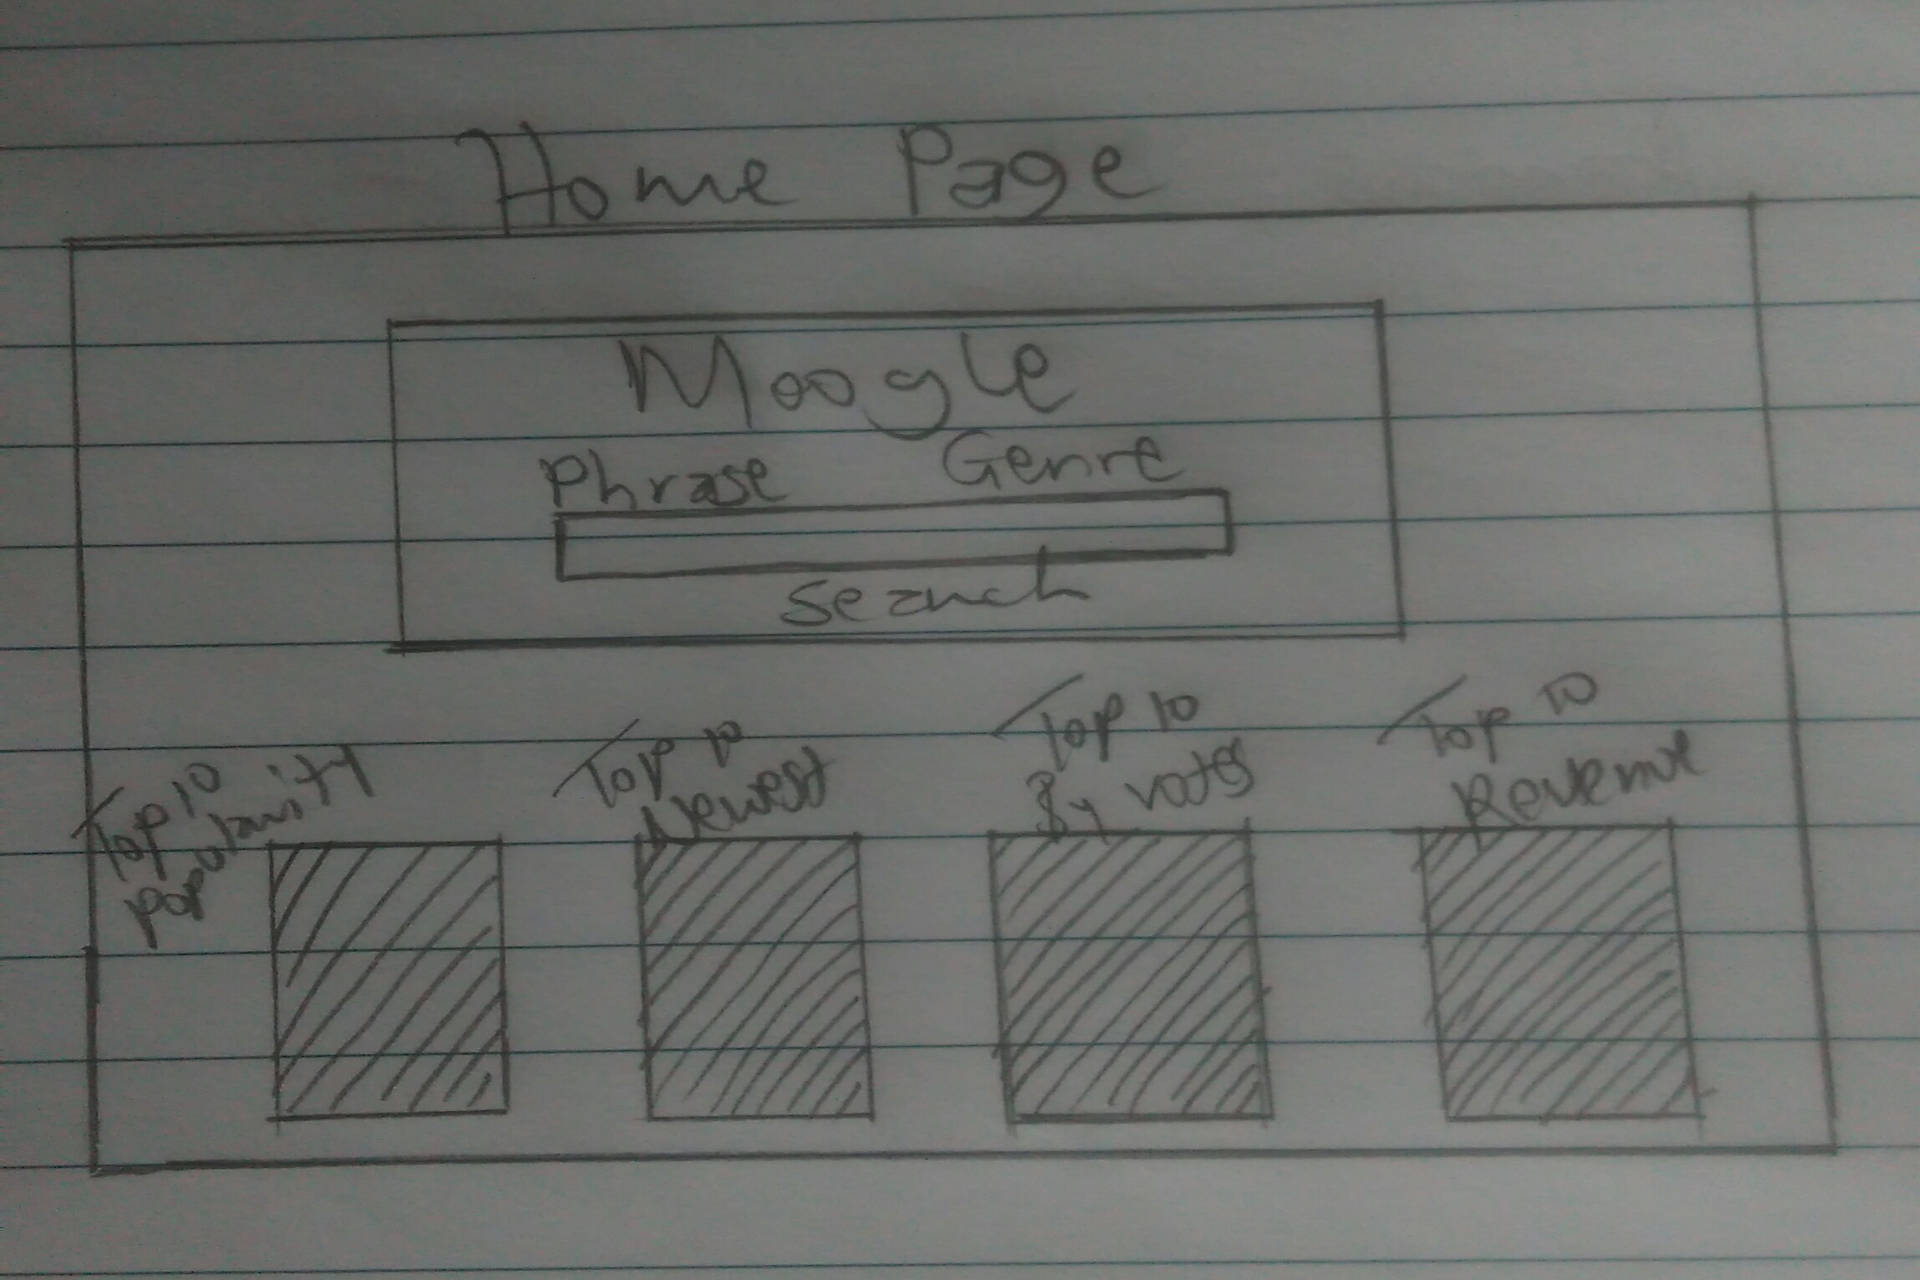 Home Page
Moogle
Phrase Genre
Search
Top 10
Popularity
Top 10
Newest
Top 10
By votes
Top 10
Revenue